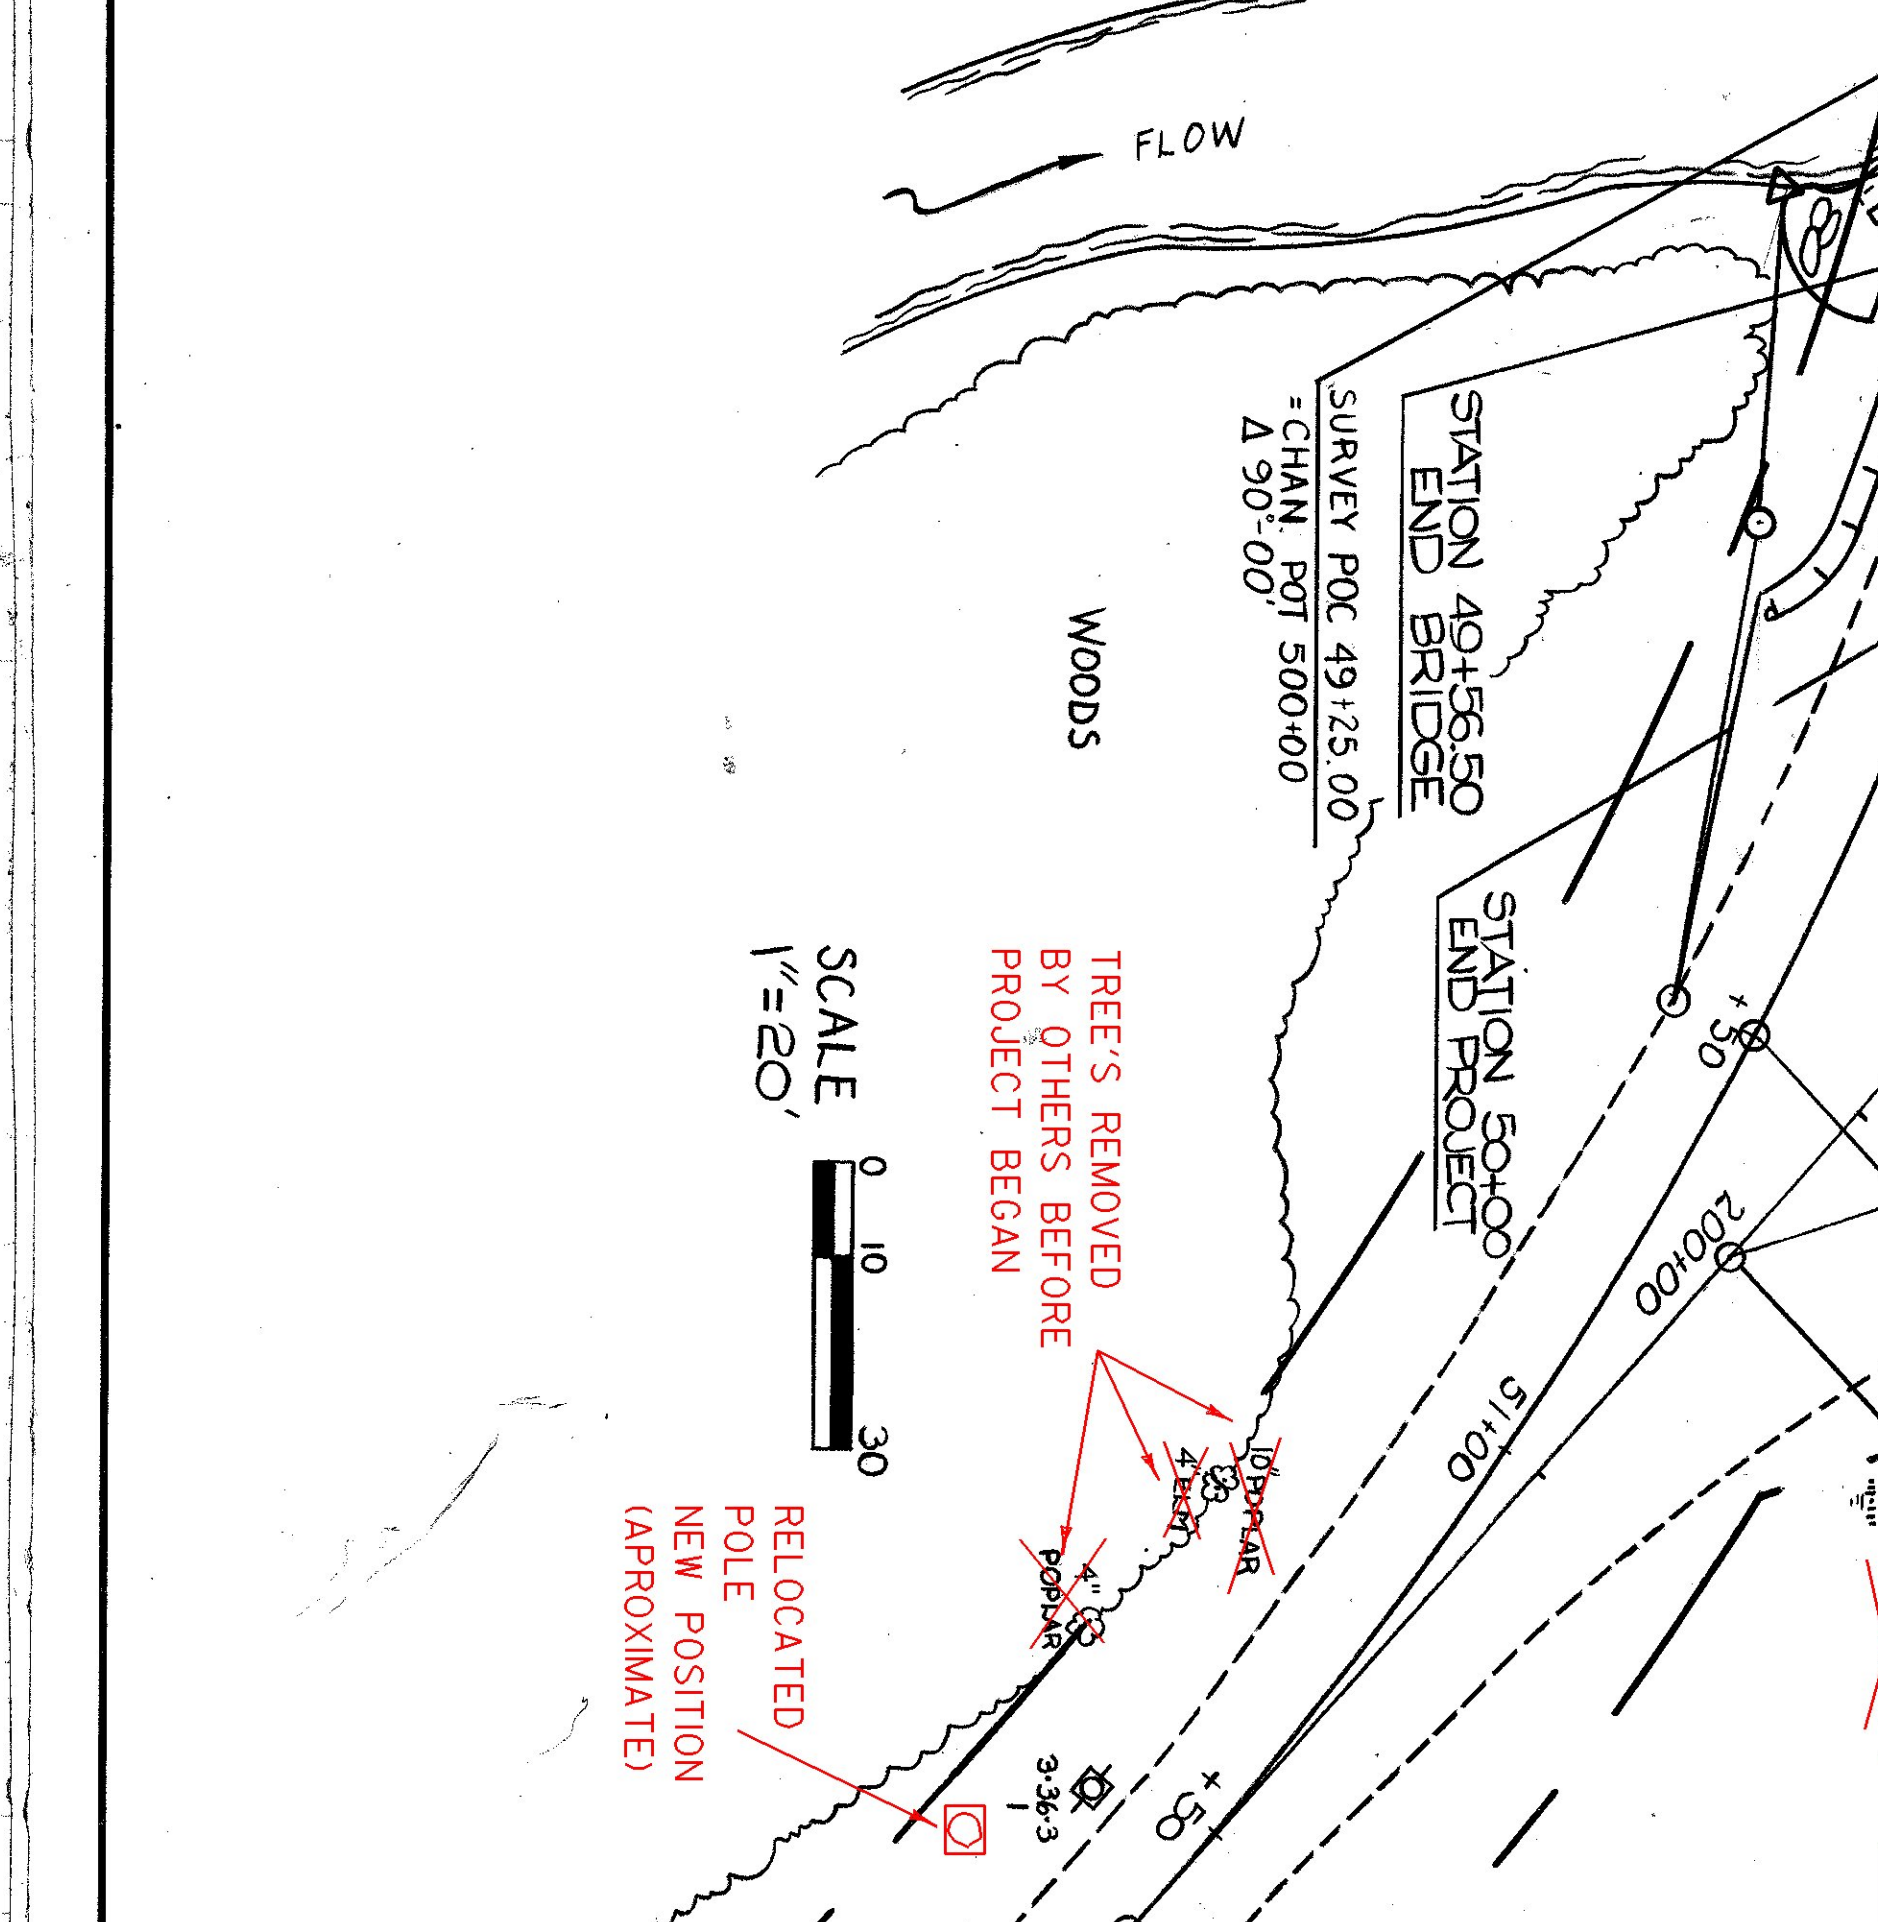 FLOW
STATION 49+56.50
END BRIDGE
SURVEY POC 49+25.00
=CHAN. POT 500+00
Δ 90°-00'
WOODS
STATION 50+00
END PROJECT
+50
200+00
51+00
+50
TREE'S REMOVED
BY OTHERS BEFORE
PROJECT BEGAN
SCALE
1"=20'
0 10 30
10" POPLAR
4" ELM
4"
POPLAR
3·36·3
1
RELOCATED
POLE
NEW POSITION
(APROXIMATE)